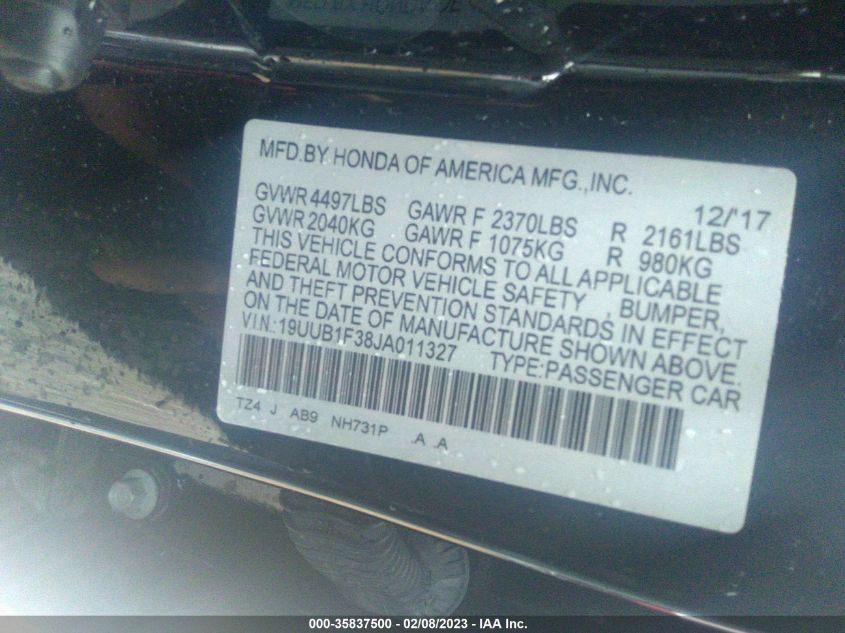 MFD.BY HONDA OF AMERICA MFG.,INC.
12/'17
GVWR 4497LBS GAWR F 2370LBS R 2161LBS
GVWR 2040KG GAWR F 1075KG R 980KG
THIS VEHICLE CONFORMS TO ALL APPLICABLE
FEDERAL MOTOR VEHICLE SAFETY , BUMPER,
AND THEFT PREVENTION STANDARDS IN EFFECT
ON THE DATE OF MANUFACTURE SHOWN ABOVE.
V.I.N.: 19UUB1F38JA011327 TYPE:PASSENGER CAR
TZ4 J AB9 NH731P .A .A
000-35837500 - 02/08/2023 - IAA Inc.